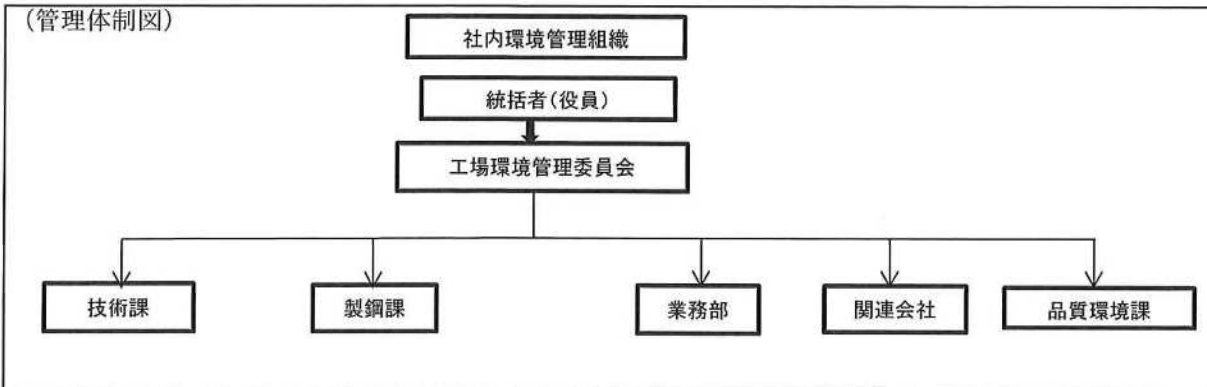 （管理体制図）
社内環境管理組織
統括者（役員）
工場環境管理委員会
技術課
製鋼課
業務部
関連会社
品質環境課